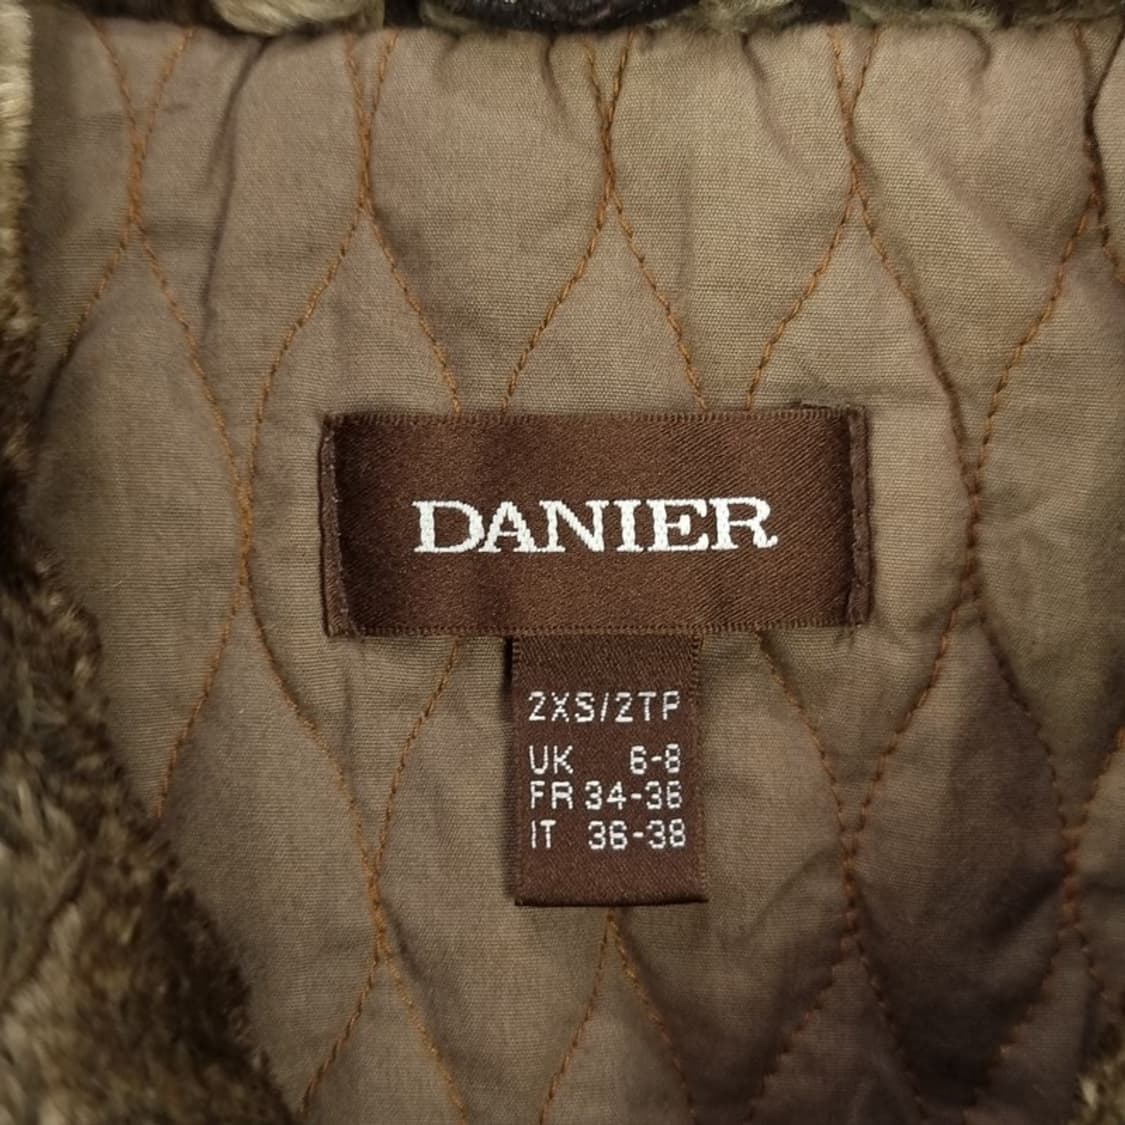 DANIER
2XS/2TP
UK 6-8
FR 34-36
IT 36-38